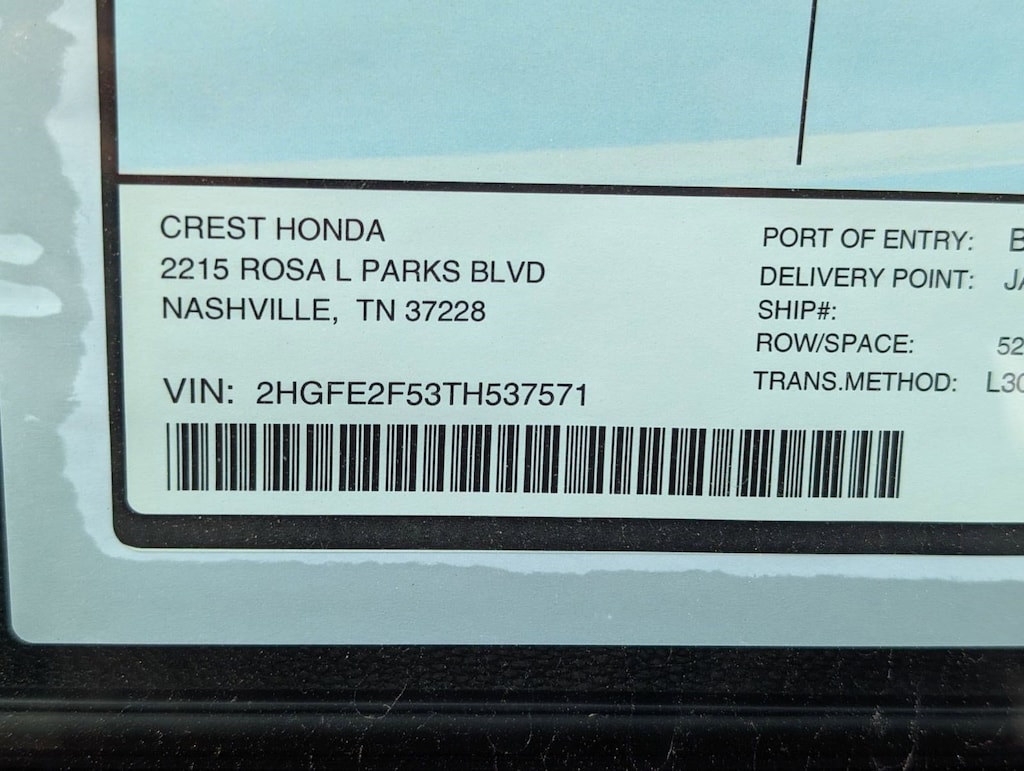 CREST HONDA
2215 ROSA L PARKS BLVD
NASHVILLE, TN 37228
VIN: 2HGFE2F53TH537571
PORT OF ENTRY:
DELIVERY POINT:
SHIP#:
ROW/SPACE: 52
TRANS.METHOD: